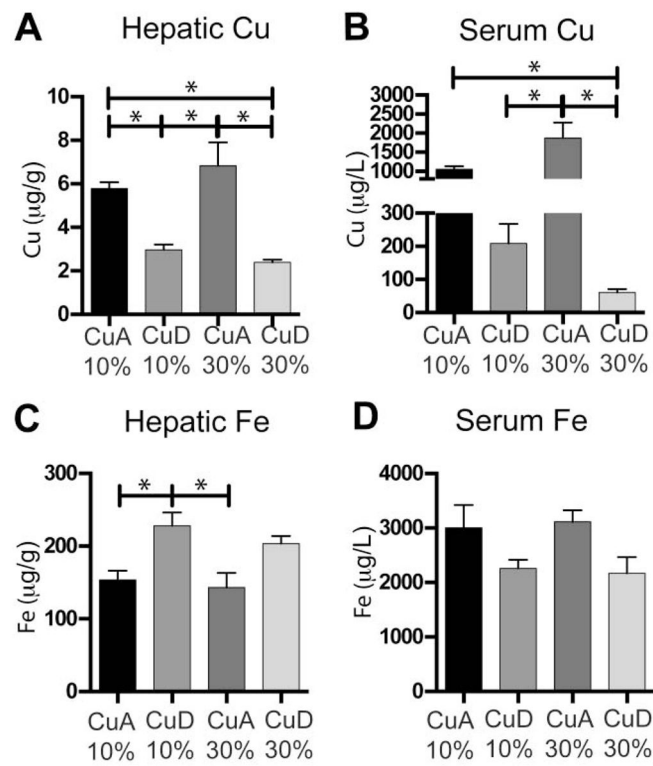 A Hepatic Cu
*
* * *
Cu (µg/g)
10
8
6
4
2
0
CuA CuD CuA CuD
10% 10% 30% 30%
B Serum Cu
*
* *
Cu (µg/L)
3000
2500
2000
1500
1000
300
200
100
0
CuA CuD CuA CuD
10% 10% 30% 30%
C Hepatic Fe
* *
Fe (µg/g)
300
200
100
0
CuA CuD CuA CuD
10% 10% 30% 30%
D Serum Fe
Fe (µg/L)
4000
3000
2000
1000
0
CuA CuD CuA CuD
10% 10% 30% 30%